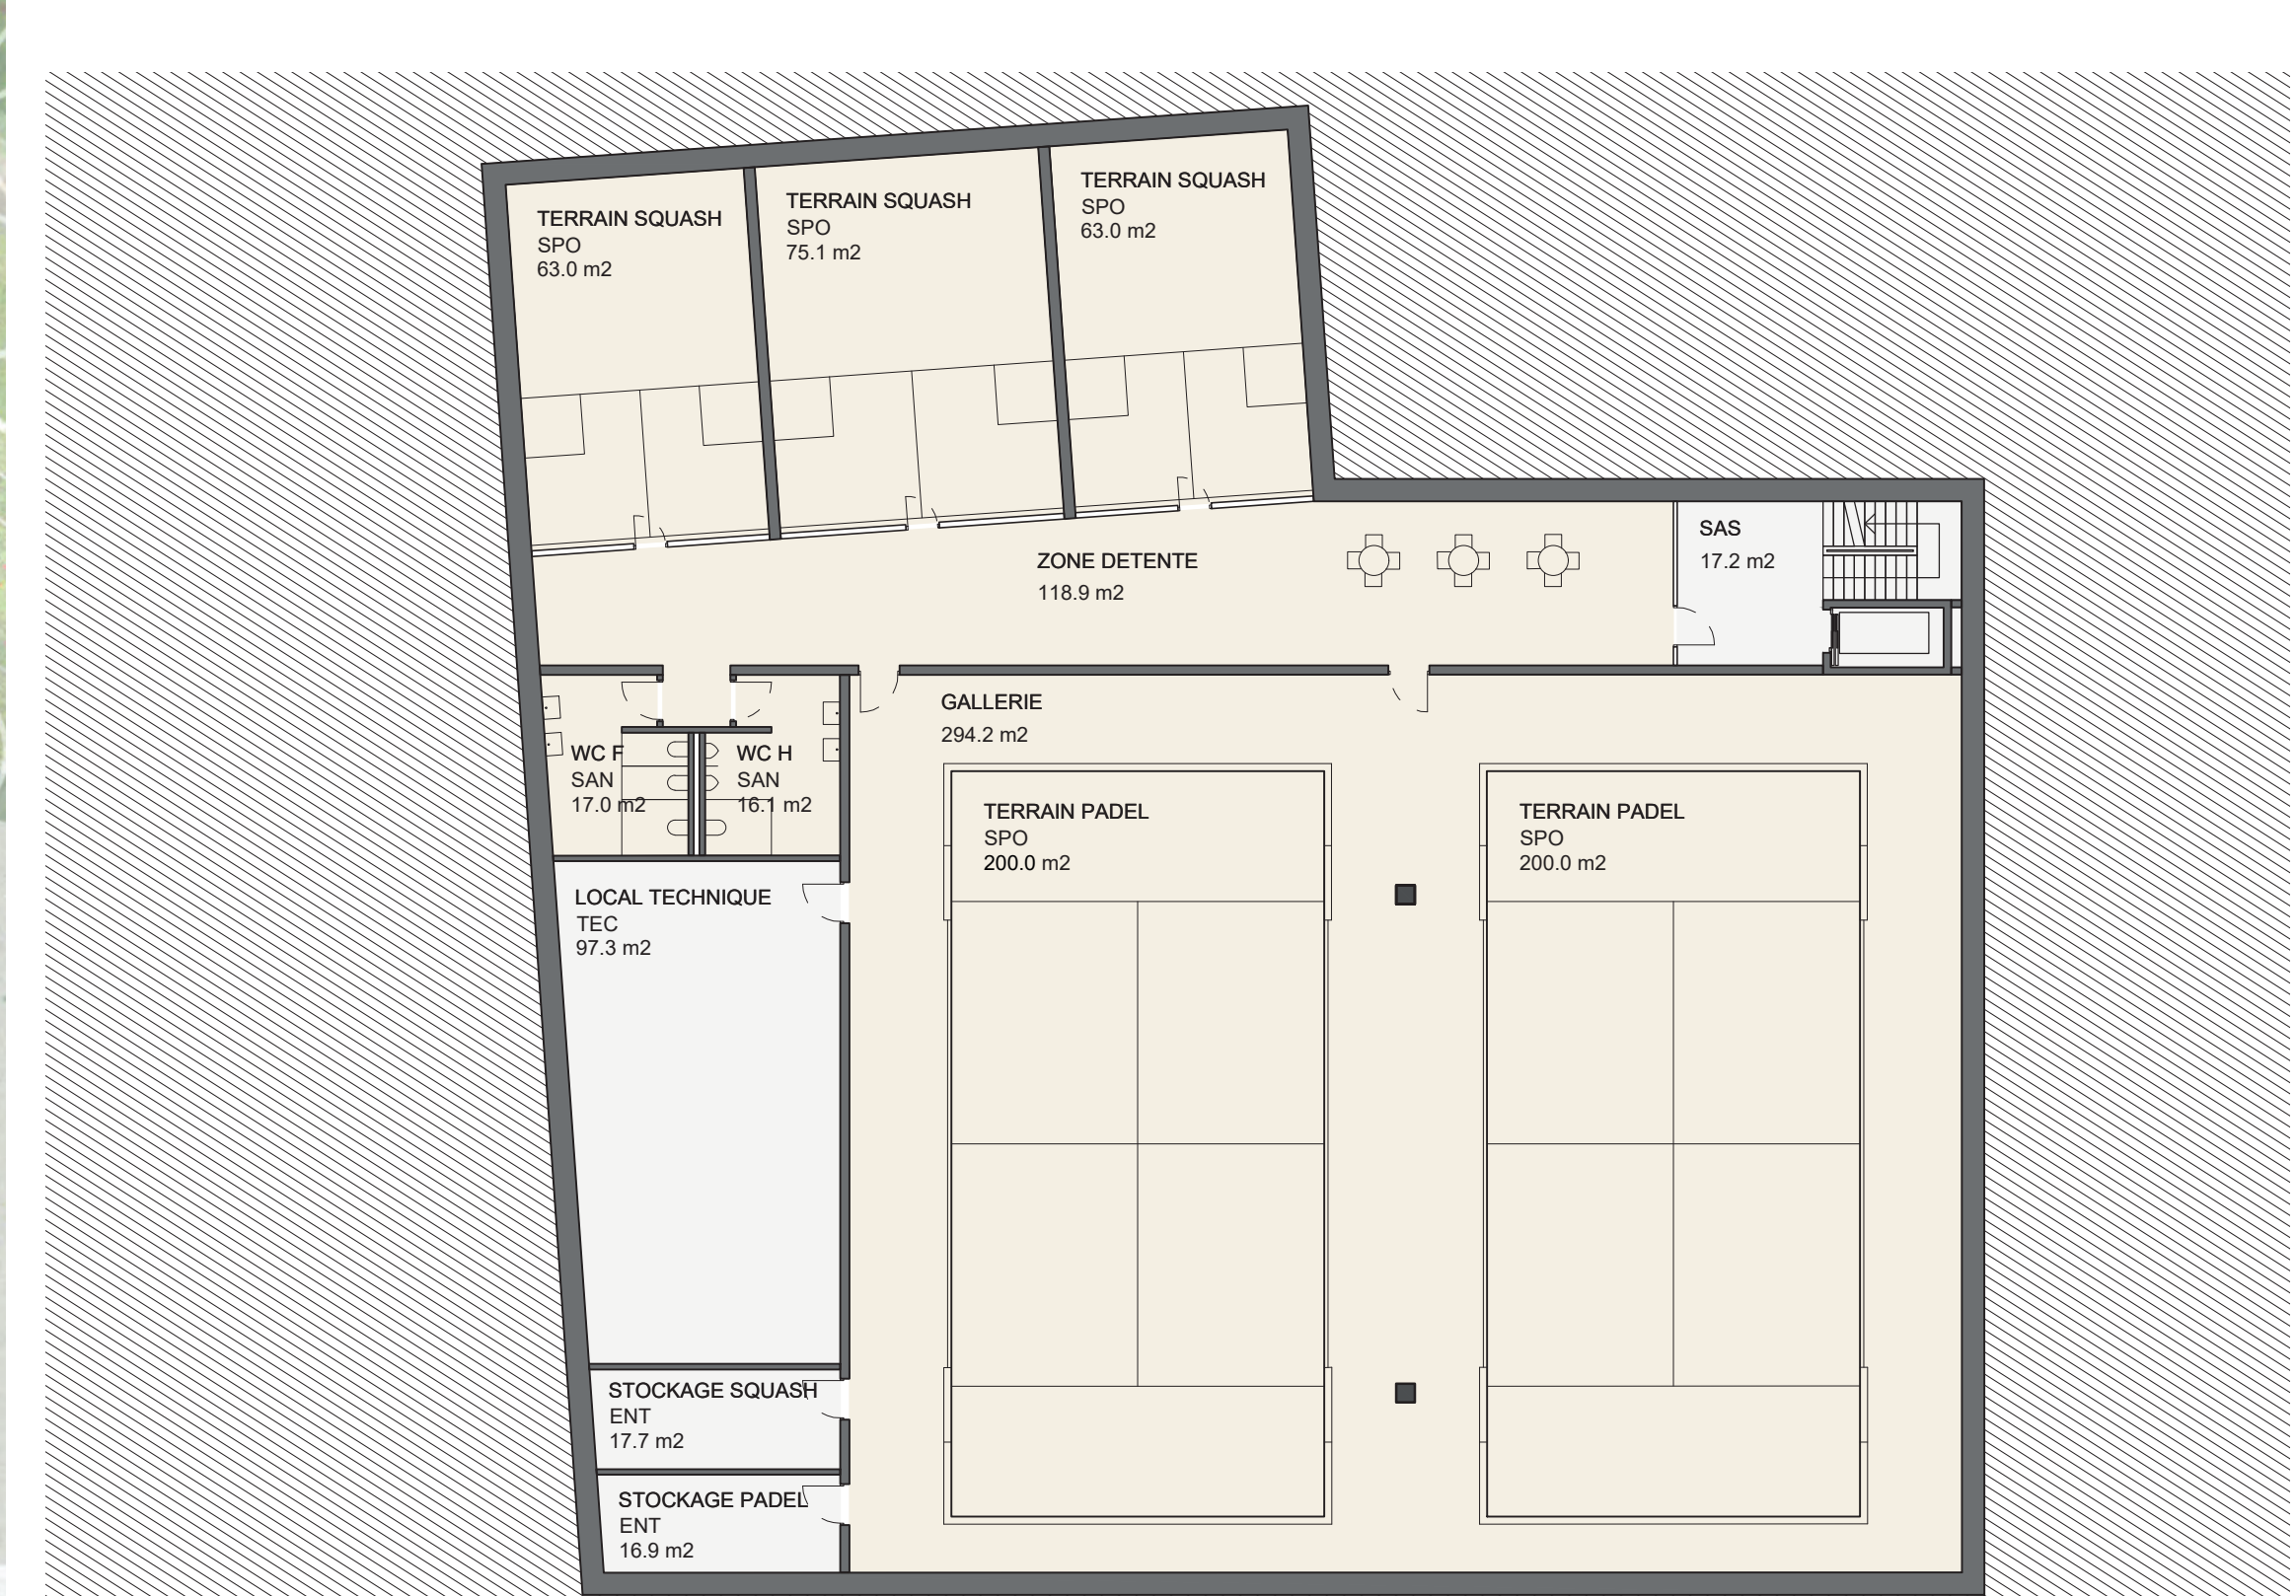 TERRAIN SQUASH
SPO
63.0 m2
TERRAIN SQUASH
SPO
75.1 m2
TERRAIN SQUASH
SPO
63.0 m2
ZONE DETENTE
118.9 m2
SAS
17.2 m2
GALLERIE
294.2 m2
WC F
SAN
17.0 m2
WC H
SAN
16.1 m2
TERRAIN PADEL
SPO
200.0 m2
TERRAIN PADEL
SPO
200.0 m2
LOCAL TECHNIQUE
TEC
97.3 m2
STOCKAGE SQUASH
ENT
17.7 m2
STOCKAGE PADEL
ENT
16.9 m2